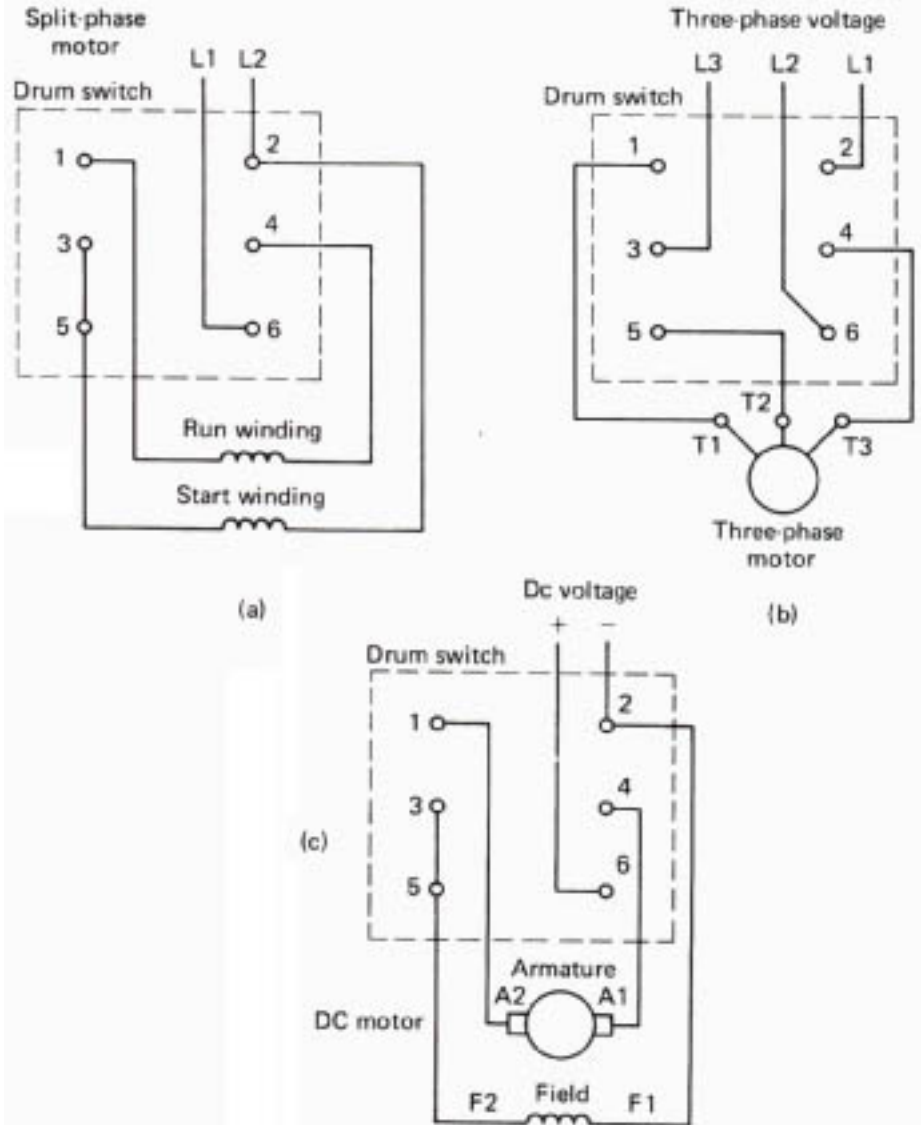 Split-phase
motor
L1 L2
Drum switch
1
2
3
4
5
6
Run winding
Start winding
(a)
Three-phase voltage
L3 L2 L1
Drum switch
1
2
3
4
5
6
T2
T1
T3
Three-phase
motor
(b)
Dc voltage
+ −
Drum switch
1
2
3
4
5
6
(c)
Armature
A2 A1
DC motor
F2 Field F1